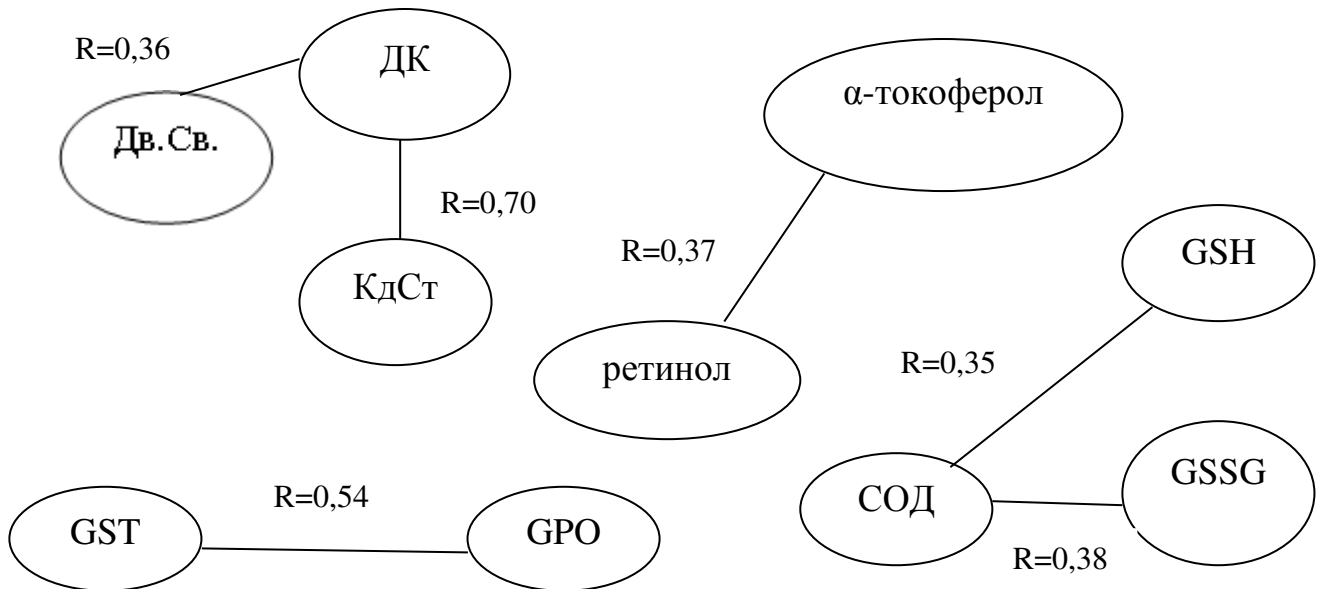 R=0,36
ДК
Дв.Св.
R=0,70
КдСт
α-токоферол
R=0,37
ретинол
GSH
R=0,35
СОД
GSSG
R=0,38
GST
R=0,54
GPO